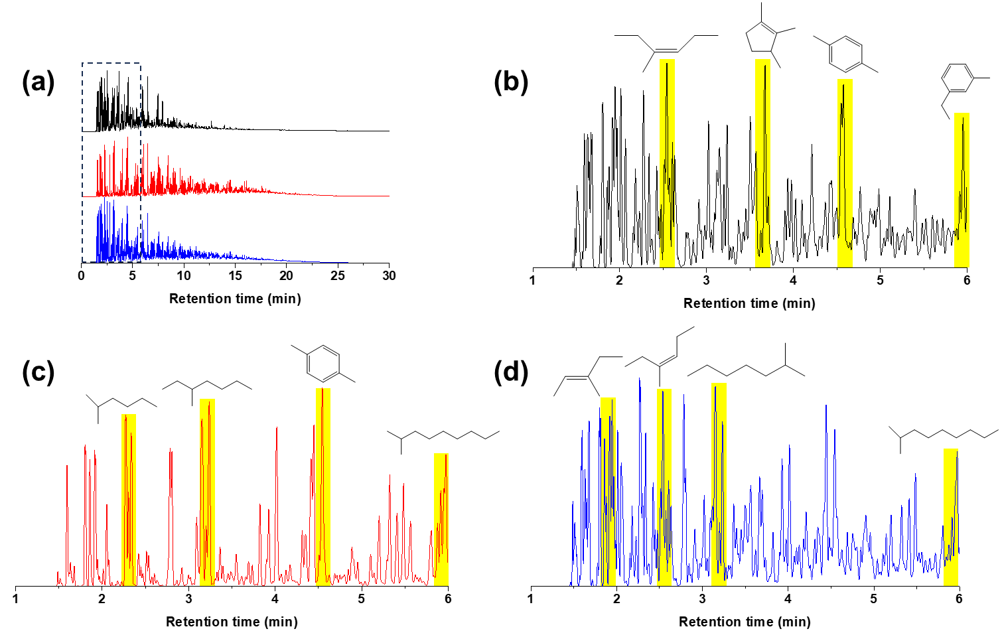 (a)
0 5 10 15 20 25 30
Retention time (min)
(b)
1 2 3 4 5 6
Retention time (min)
(c)
1 2 3 4 5 6
Retention time (min)
(d)
1 2 3 4 5 6
Retention time (min)